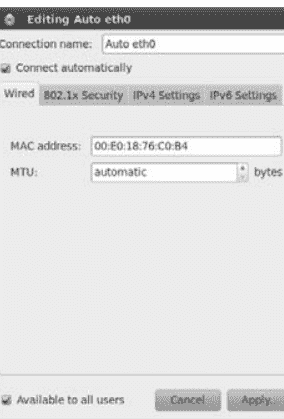 Editing Auto eth0
Connection name: Auto eth0
Connect automatically
Wired 802.1x Security IPv4 Settings IPv6 Settings
MAC address: 00:E0:18:76:C0:B4
MTU: automatic bytes
Available to all users Cancel Apply...